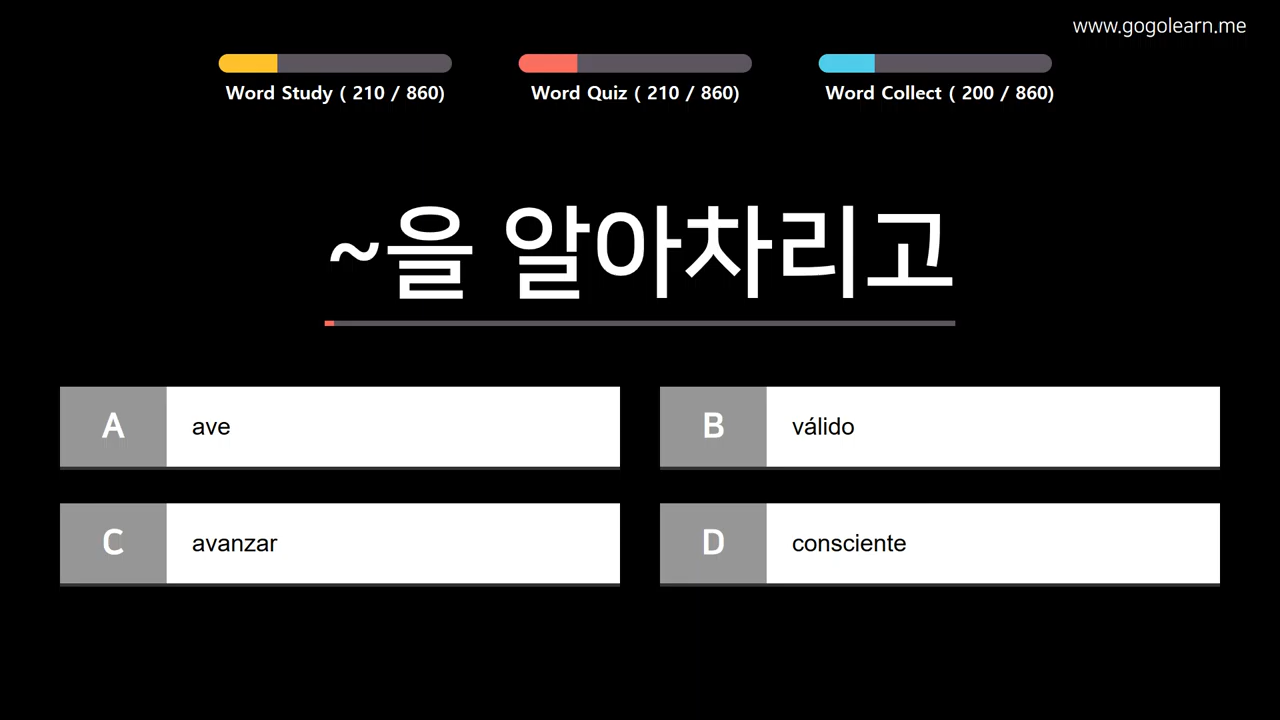 www.gogolearn.me
Word Study ( 210 / 860)
Word Quiz ( 210 / 860)
Word Collect ( 200 / 860)
~을 알아차리고
A
ave
B
válido
C
avanzar
D
consciente